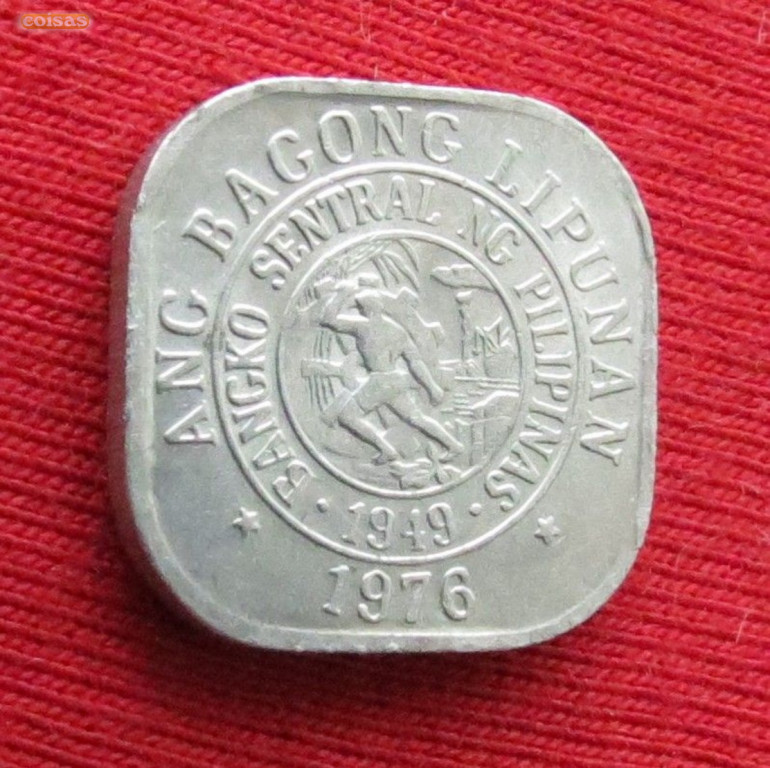 coisas
ANG BAGONG LIPUNAN
BANGKO SENTRAL NG PILIPINAS
· 1949 ·
1976